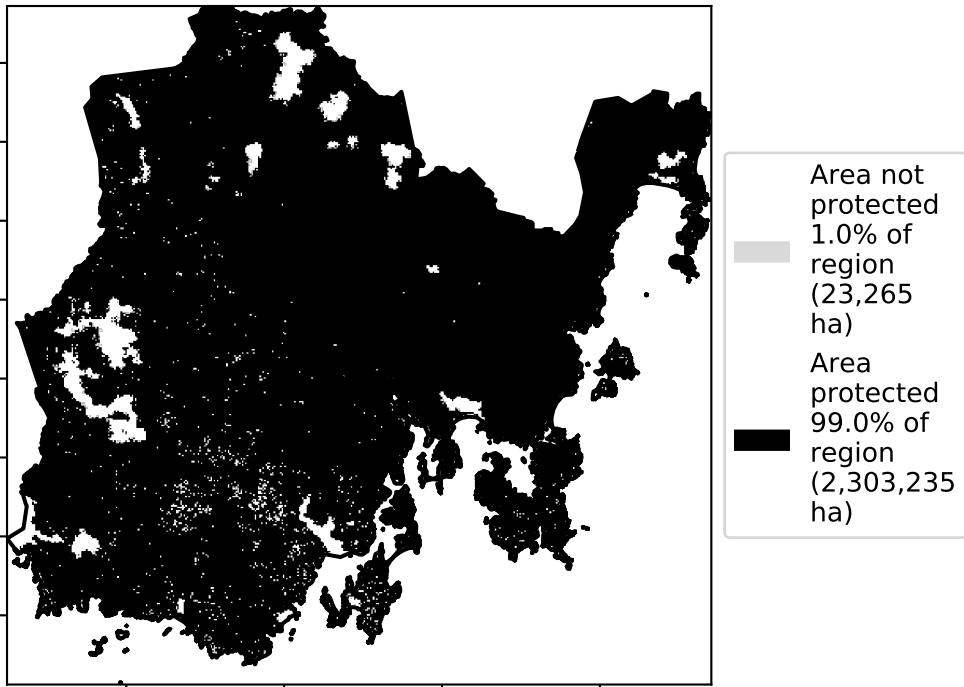 Area not
protected
1.0% of
region
(23,265
ha)
Area
protected
99.0% of
region
(2,303,235
ha)